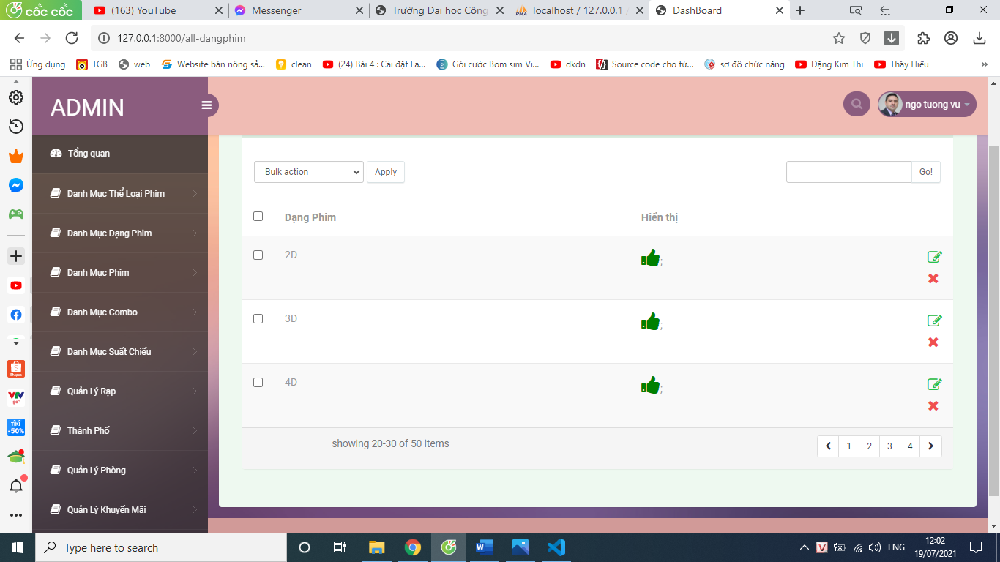 cốc cốc
(163) YouTube
Messenger
Trường Đại học Công
localhost / 127.0.0.1 /
DashBoard
127.0.0.1:8000/all-dangphim
Ứng dụng
TGB
web
Website bán nông sả...
clean
(24) Bài 4 : Cài đặt La...
Gói cước Bom sim Vi...
dkdn
Source code cho từ...
sơ đồ chức năng
Đặng Kim Thi
Thầy Hiếu
»
ADMIN
ngo tuong vu
Tổng quan
Danh Mục Thể Loại Phim
Danh Mục Dạng Phim
Danh Mục Phim
Danh Mục Combo
Danh Mục Suất Chiếu
Quản Lý Rạp
Thành Phố
Quản Lý Phòng
Quản Lý Khuyến Mãi
Bulk action
Apply
Go!
Dạng Phim
Hiển thị
2D
;
3D
;
4D
;
showing 20-30 of 50 items
1
2
3
4
Shopee
VTV
go
TIKI
-50%
Type here to search
ENG
12:02
19/07/2021